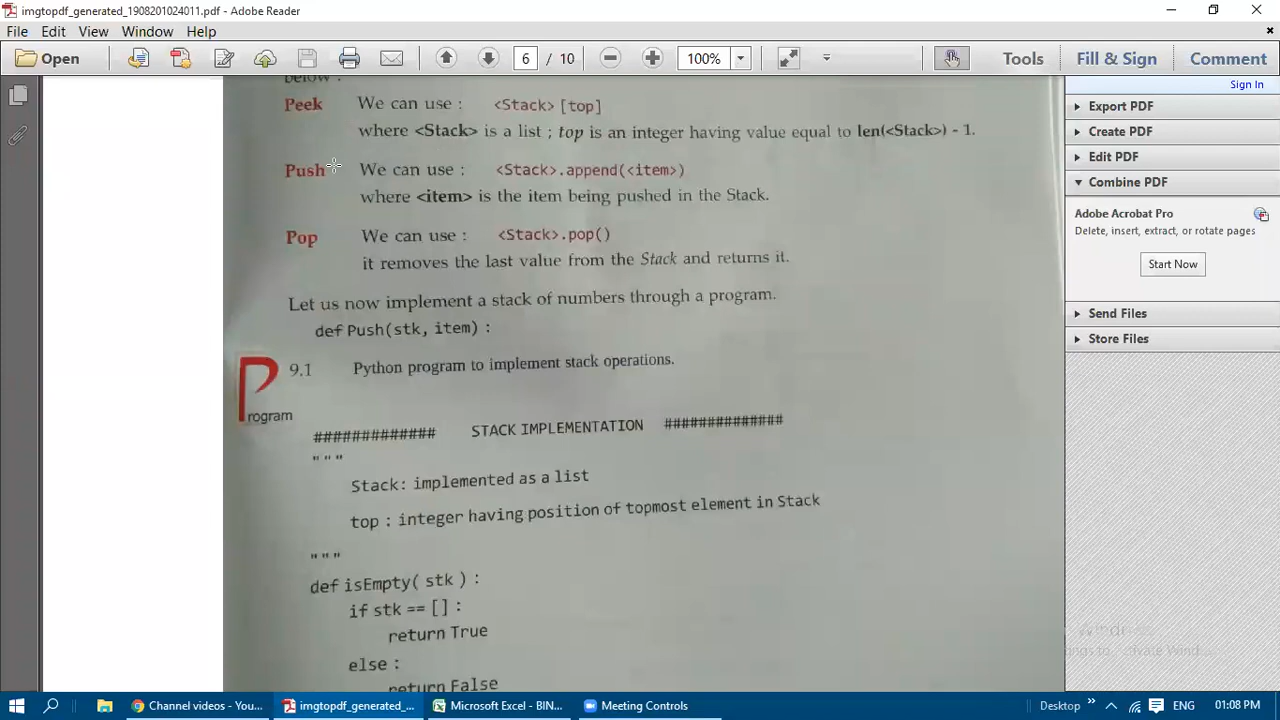 imgtopdf_generated_1908201024011.pdf - Adobe Reader
File Edit View Window Help
Open 6 / 10 100% Tools Fill & Sign Comment
Sign In
Export PDF
Create PDF
Edit PDF
Combine PDF
Adobe Acrobat Pro
Delete, insert, extract, or rotate pages
Start Now
Send Files
Store Files
below :
Peek We can use : <Stack> [top]
where <Stack> is a list ; top is an integer having value equal to len(<Stack>) - 1.
Push We can use : <Stack>.append(<item>)
where <item> is the item being pushed in the Stack.
Pop We can use : <Stack>.pop()
it removes the last value from the Stack and returns it.
Let us now implement a stack of numbers through a program.
def Push(stk, item) :
Program 9.1 Python program to implement stack operations.
############# STACK IMPLEMENTATION ##############
"""
Stack: implemented as a list
top : integer having position of topmost element in Stack
"""
def isEmpty( stk ) :
if stk == [] :
return True
else :
return False
Channel videos - You... imgtopdf_generated_... Microsoft Excel - BIN... Meeting Controls Desktop » ENG 01:08 PM